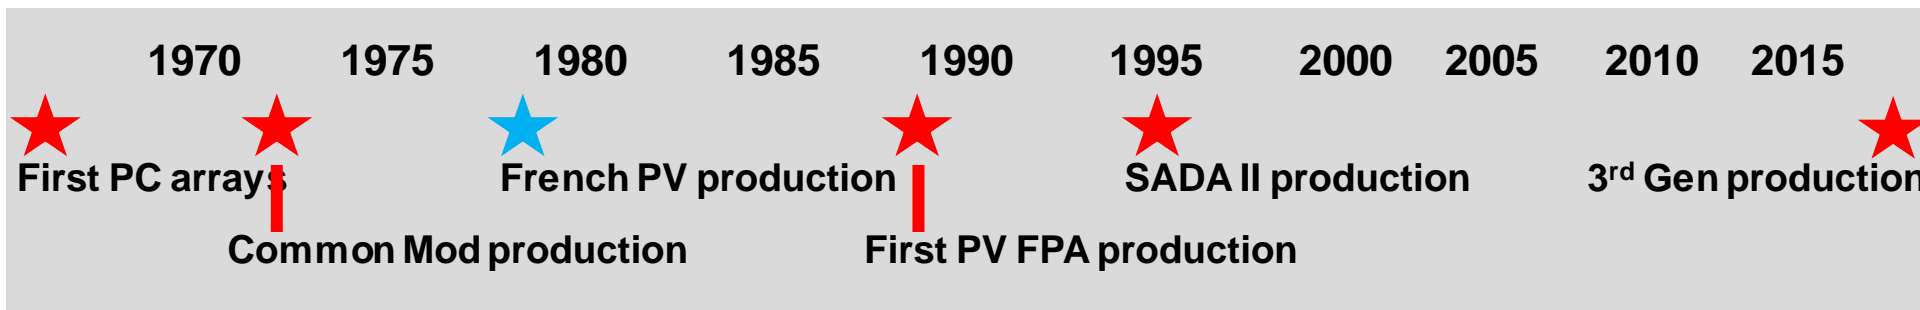 1970 1975 1980 1985 1990 1995 2000 2005 2010 2015
First PC arrays French PV production SADA II production 3rd Gen production
Common Mod production First PV FPA production